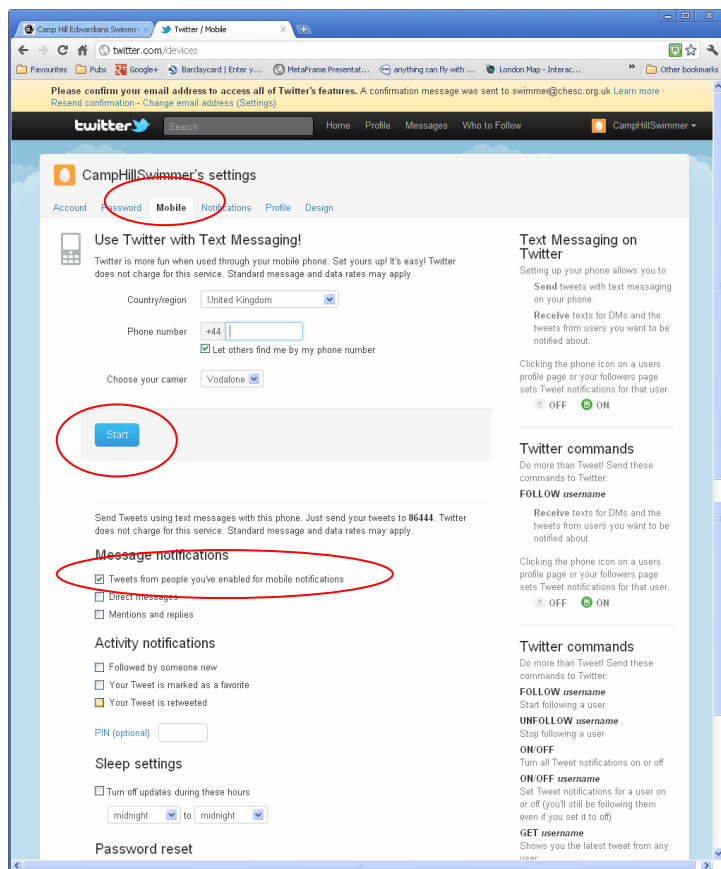 Camp Hill Edwardians Swimmin
Twitter / Mobile
twitter.com/devices
Favourites
Pubs
Google+
Barclaycard | Enter y...
MetaFrame Presentat...
anything can fly with ...
London Map - Interac...
»
Other bookmarks
Please confirm your email address to access all of Twitter's features. A confirmation message was sent to swimmer@chesc.org.uk Learn more ·
Resend confirmation - Change email address (Settings)
twitter
Search
Home Profile Messages Who to Follow
CampHillSwimmer
CampHillSwimmer's settings
Account Password Mobile Notifications Profile Design
Use Twitter with Text Messaging!
Twitter is more fun when used through your mobile phone. Set yours up! It's easy! Twitter
does not charge for this service. Standard message and data rates may apply.
Country/region United Kingdom
Phone number +44
Let others find me by my phone number
Choose your carrier Vodafone
Start
Send Tweets using text messages with this phone. Just send your tweets to 86444. Twitter
does not charge for this service. Standard message and data rates may apply.
Message notifications
Tweets from people you've enabled for mobile notifications
Direct messages
Mentions and replies
Activity notifications
Followed by someone new
Your Tweet is marked as a favorite
Your Tweet is retweeted
PIN (optional)
Sleep settings
Turn off updates during these hours
midnight to midnight
Password reset
Text Messaging on
Twitter
Setting up your phone allows you to:
Send tweets with text messaging
on your phone.
Receive texts for DMs and the
tweets from users you want to be
notified about.
Clicking the phone icon on a users
profile page or your followers page
sets Tweet notifications for that user.
OFF ON
Twitter commands
Do more than Tweet! Send these
commands to Twitter:
FOLLOW username
Receive texts for DMs and the
tweets from users you want to be
notified about.
Clicking the phone icon on a users
profile page or your followers page
sets Tweet notifications for that user.
OFF ON
Twitter commands
Do more than Tweet! Send these
commands to Twitter:
FOLLOW username
Start following a user
UNFOLLOW username
Stop following a user
ON/OFF
Turn all Tweet notifications on or off
ON/OFF username
Set Tweet notifications for a user on
or off (you'll still be following them
even if you set it to off)
GET username
Shows you the latest tweet from any
user